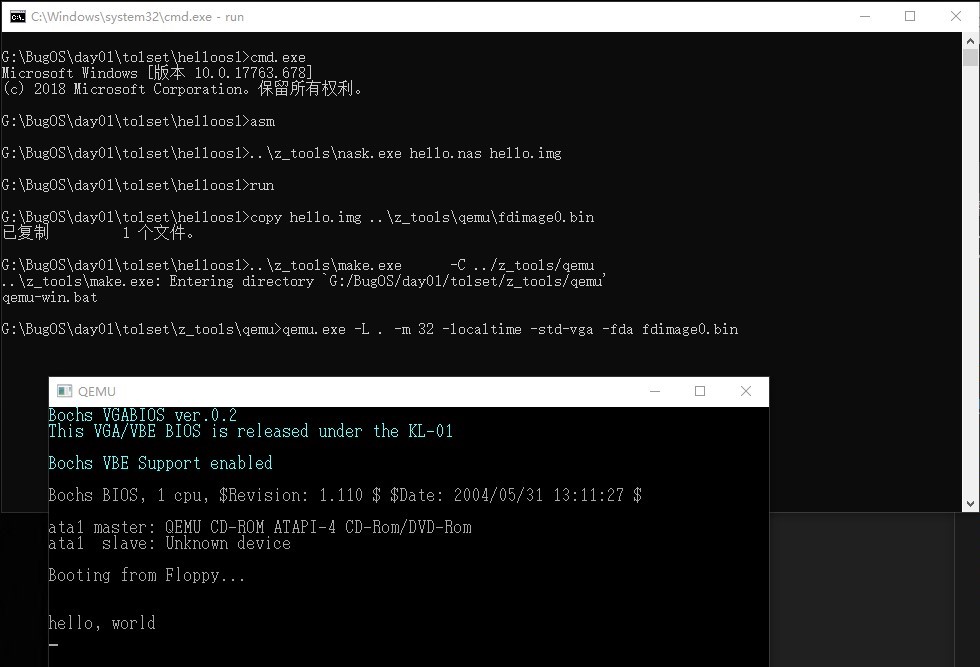 C:\Windows\system32\cmd.exe - run
G:\BugOS\day01\tolset\helloos1>cmd.exe
Microsoft Windows [版本 10.0.17763.678]
(c) 2018 Microsoft Corporation。保留所有权利。
G:\BugOS\day01\tolset\helloos1>asm
G:\BugOS\day01\tolset\helloos1>..\z_tools\nask.exe hello.nas hello.img
G:\BugOS\day01\tolset\helloos1>run
G:\BugOS\day01\tolset\helloos1>copy hello.img ..\z_tools\qemu\fdimage0.bin
已复制         1 个文件。
G:\BugOS\day01\tolset\helloos1>..\z_tools\make.exe      -C ../z_tools/qemu
..\z_tools\make.exe: Entering directory `G:/BugOS/day01/tolset/z_tools/qemu'
qemu-win.bat
G:\BugOS\day01\tolset\z_tools\qemu>qemu.exe -L . -m 32 -localtime -std-vga -fda fdimage0.bin
QEMU
Bochs VGABIOS ver.0.2
This VGA/VBE BIOS is released under the KL-01
Bochs VBE Support enabled
Bochs BIOS, 1 cpu, $Revision: 1.110 $ $Date: 2004/05/31 13:11:27 $
ata1 master: QEMU CD-ROM ATAPI-4 CD-Rom/DVD-Rom
ata1  slave: Unknown device
Booting from Floppy...
hello, world